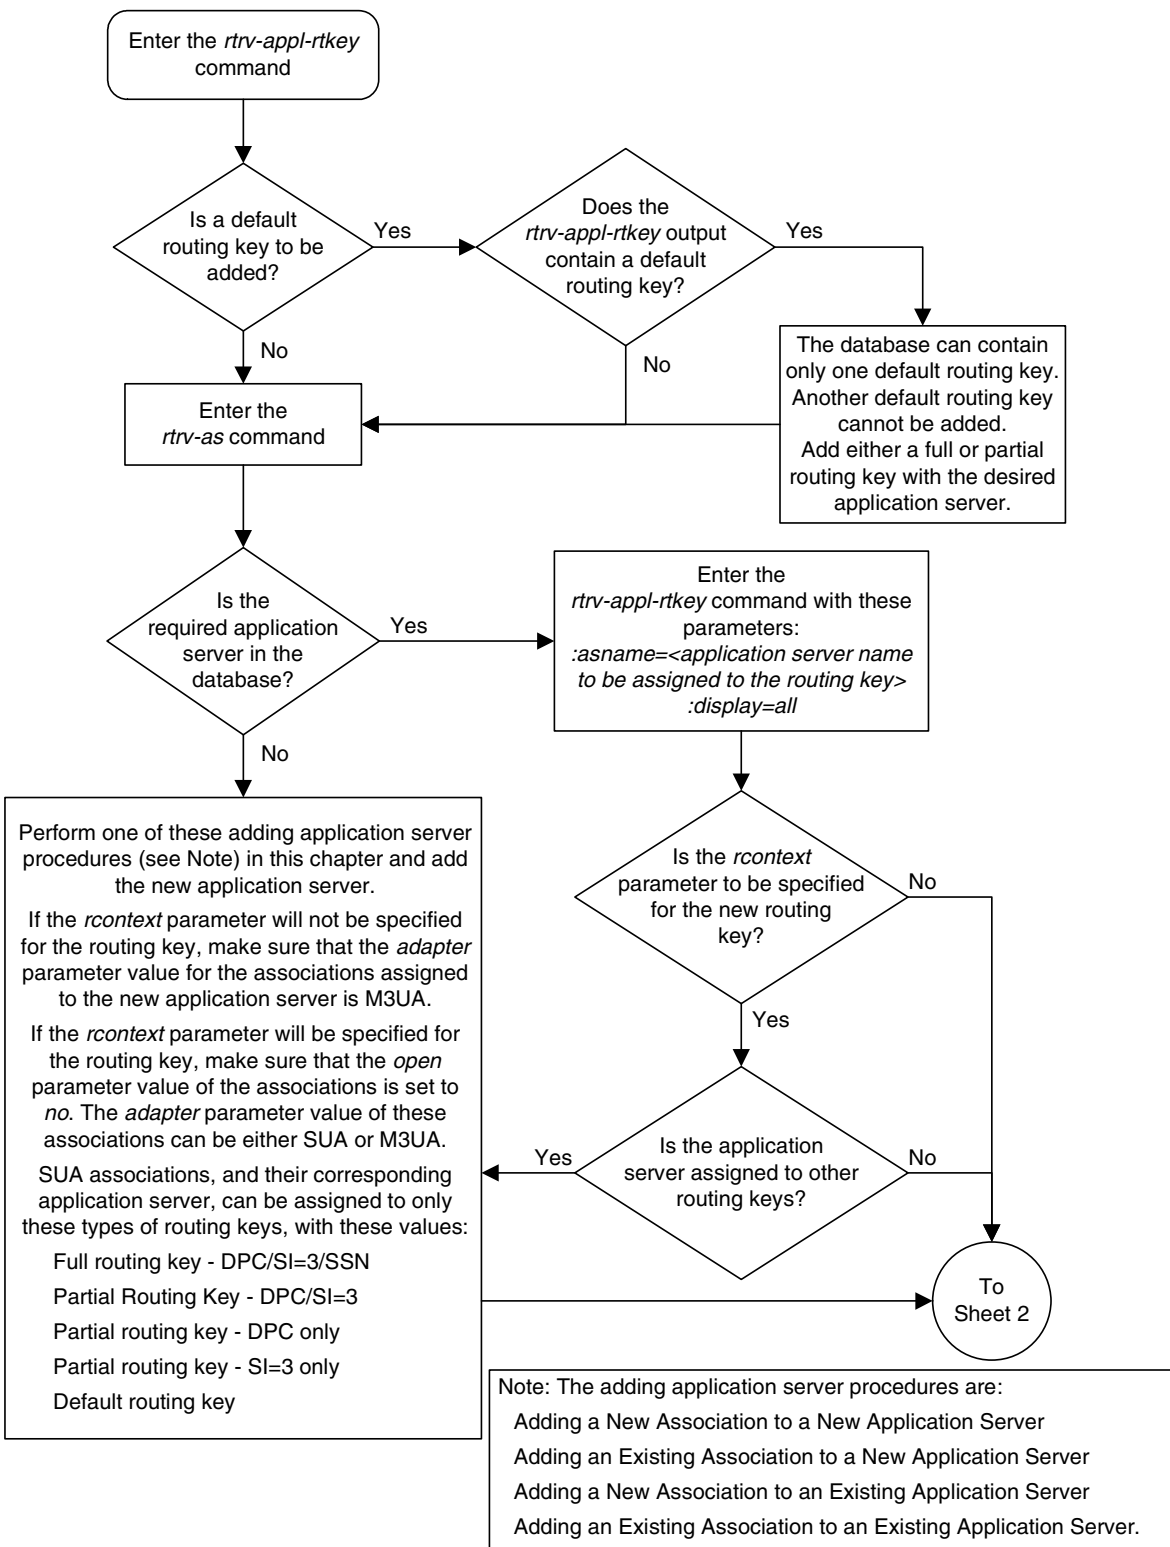 Enter the rtrv-appl-rtkey
command
Is a default
routing key to be
added?
Yes
No
Does the
rtrv-appl-rtkey output
contain a default
routing key?
Yes
No
The database can contain
only one default routing key.
Another default routing key
cannot be added.
Add either a full or partial
routing key with the desired
application server.
Enter the
rtrv-as command
Is the
required application
server in the
database?
Yes
No
Enter the
rtrv-appl-rtkey command with these
parameters:
:asname=<application server name
to be assigned to the routing key>
:display=all
Is the rcontext
parameter to be specified
for the new routing
key?
No
Yes
Is the application
server assigned to other
routing keys?
Yes
No
Perform one of these adding application server
procedures (see Note) in this chapter and add
the new application server.
If the rcontext parameter will not be specified
for the routing key, make sure that the adapter
parameter value for the associations assigned
to the new application server is M3UA.
If the rcontext parameter will be specified for
the routing key, make sure that the open
parameter value of the associations is set to
no. The adapter parameter value of these
associations can be either SUA or M3UA.
SUA associations, and their corresponding
application server, can be assigned to only
these types of routing keys, with these values:
Full routing key - DPC/SI=3/SSN
Partial Routing Key - DPC/SI=3
Partial routing key - DPC only
Partial routing key - SI=3 only
Default routing key
To
Sheet 2
Note: The adding application server procedures are:
Adding a New Association to a New Application Server
Adding an Existing Association to a New Application Server
Adding a New Association to an Existing Application Server
Adding an Existing Association to an Existing Application Server.